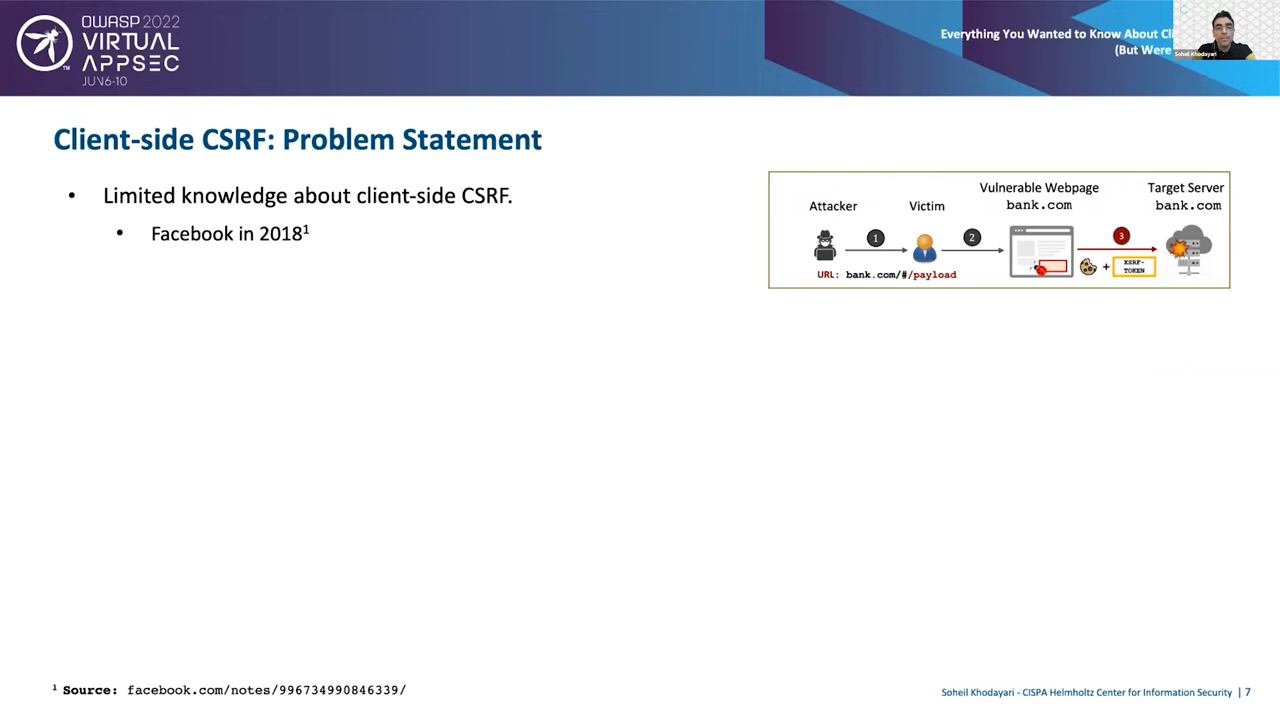 OWASP 2022
VIRTUAL
APPSEC
JUN 6-10
Everything You Wanted to Know About
(But Were
Soheil Khodayari
Client-side CSRF: Problem Statement
• Limited knowledge about client-side CSRF.
• Facebook in 2018¹
Attacker
Victim
Vulnerable Webpage
bank.com
Target Server
bank.com
1
2
3
+
XSRF-
TOKEN
URL: bank.com/#/payload
¹ Source: facebook.com/notes/996734990846339/
Soheil Khodayari - CISPA Helmholtz Center for Information Security | 7